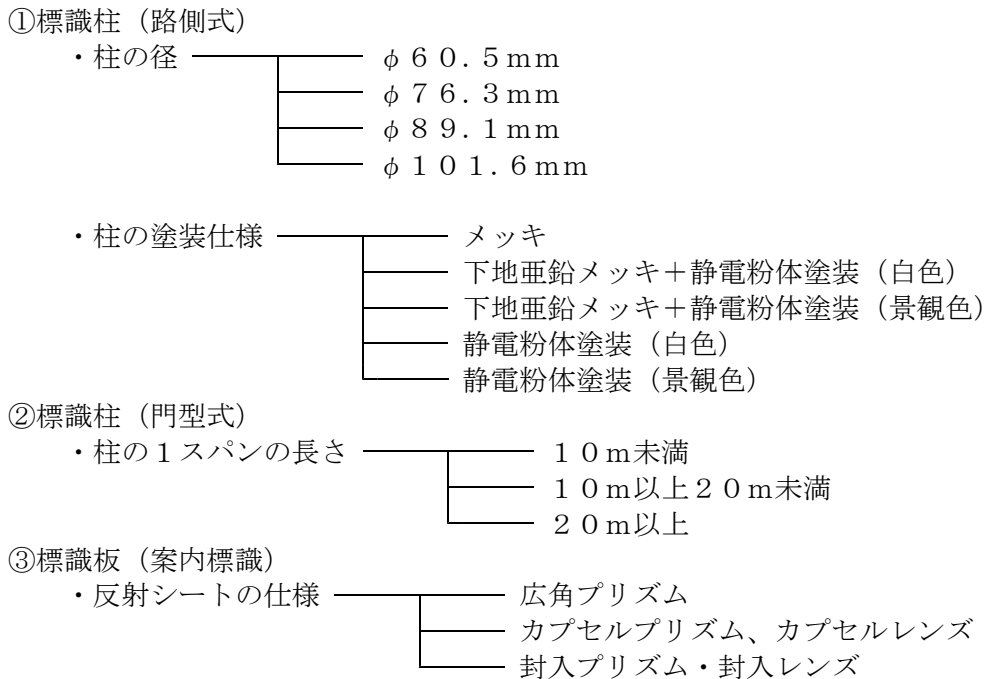 ①標識柱（路側式）
・柱の径 φ６０．５mm
φ７６．３mm
φ８９．１mm
φ１０１．６mm
・柱の塗装仕様 メッキ
下地亜鉛メッキ＋静電粉体塗装（白色）
下地亜鉛メッキ＋静電粉体塗装（景観色）
静電粉体塗装（白色）
静電粉体塗装（景観色）
②標識柱（門型式）
・柱の１スパンの長さ １０ｍ未満
１０ｍ以上２０ｍ未満
２０ｍ以上
③標識板（案内標識）
・反射シートの仕様 広角プリズム
カプセルプリズム、カプセルレンズ
封入プリズム・封入レンズ